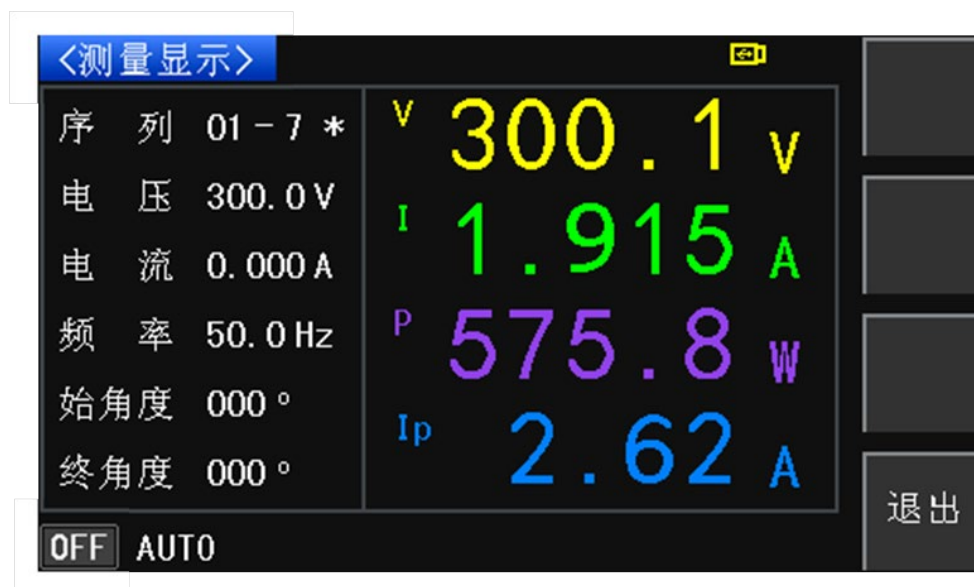 <测量显示>
序 列 01-7 *
电 压 300.0V
电 流 0.000A
频 率 50.0Hz
始角度 000°
终角度 000°
V 300.1 V
I 1.915 A
P 575.8 W
Ip 2.62 A
退出
OFF AUTO